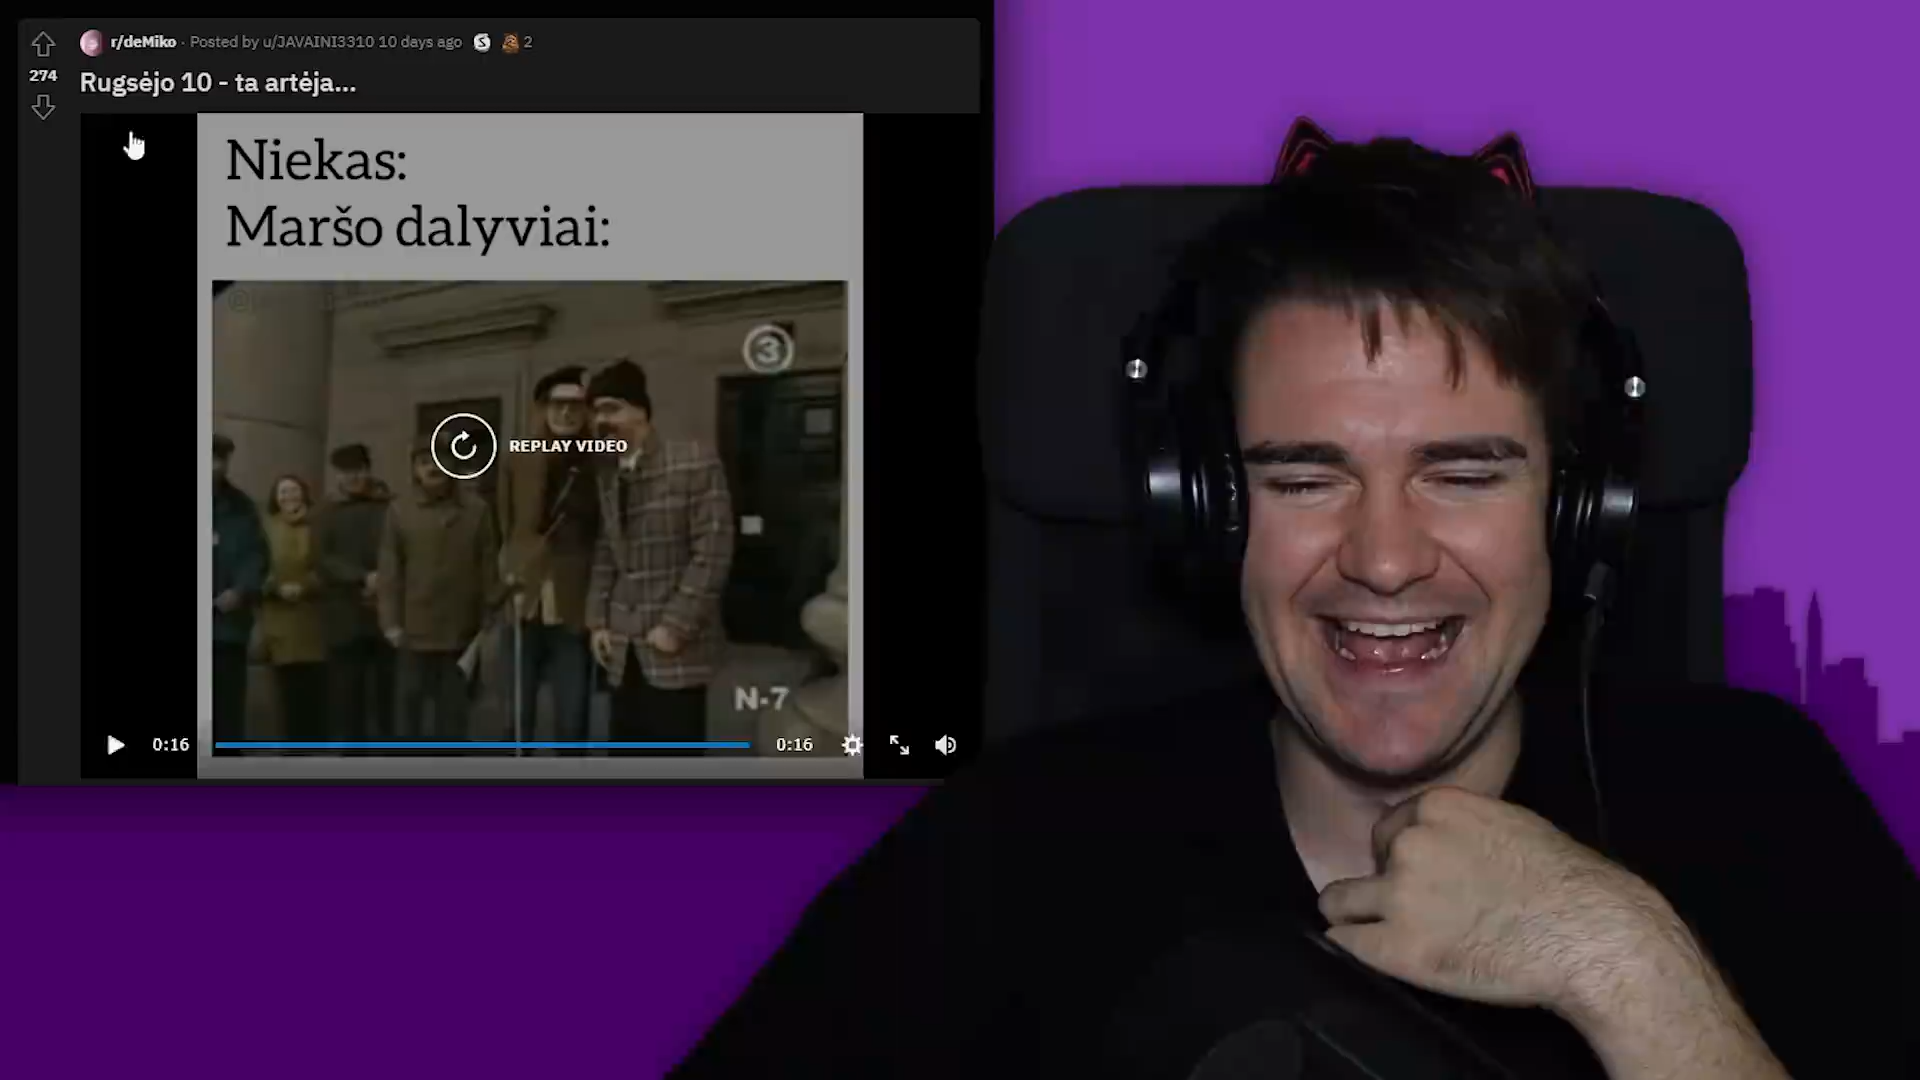 r/deMiko · Posted by u/JAVAINI3310 10 days ago 2
274
Rugsėjo 10 - ta artėja...
Niekas:
Maršo dalyviai:
3
REPLAY VIDEO
N-7
0:16
0:16